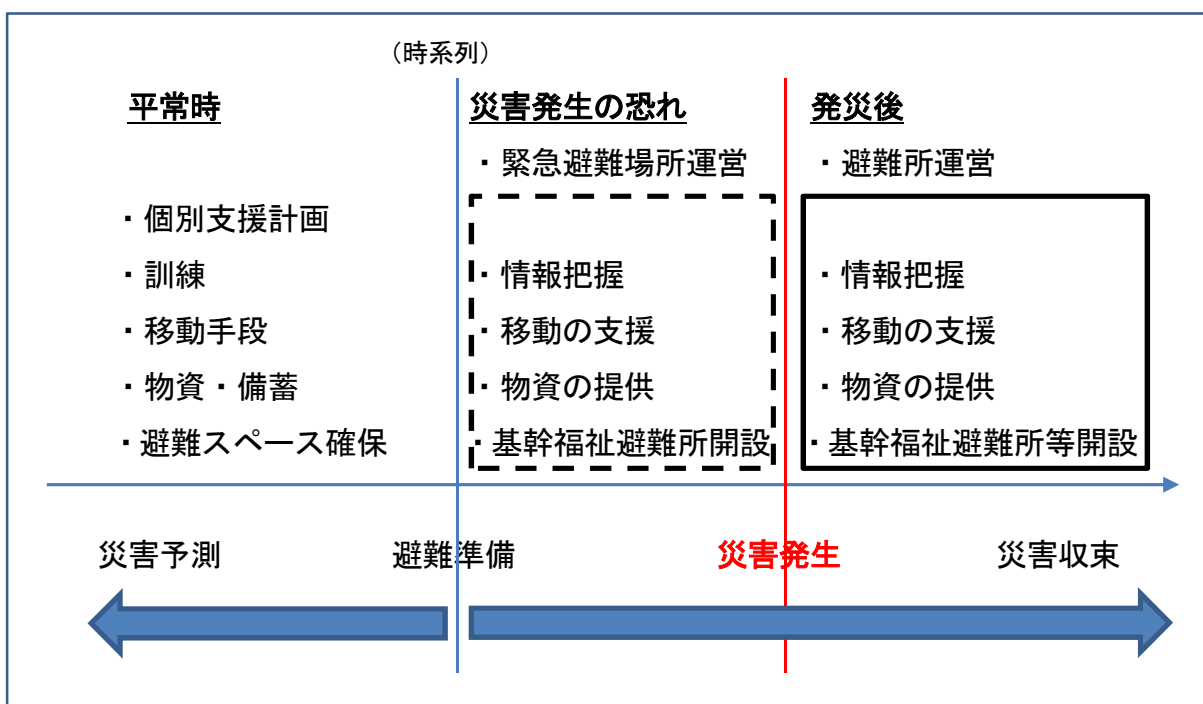 （時系列）
平常時
災害発生の恐れ
発災後
・緊急避難場所運営
・避難所運営
・個別支援計画
・訓練
・情報把握
・情報把握
・移動手段
・移動の支援
・移動の支援
・物資・備蓄
・物資の提供
・物資の提供
・避難スペース確保
・基幹福祉避難所開設
・基幹福祉避難所等開設
災害予測
避難準備
災害発生
災害収束